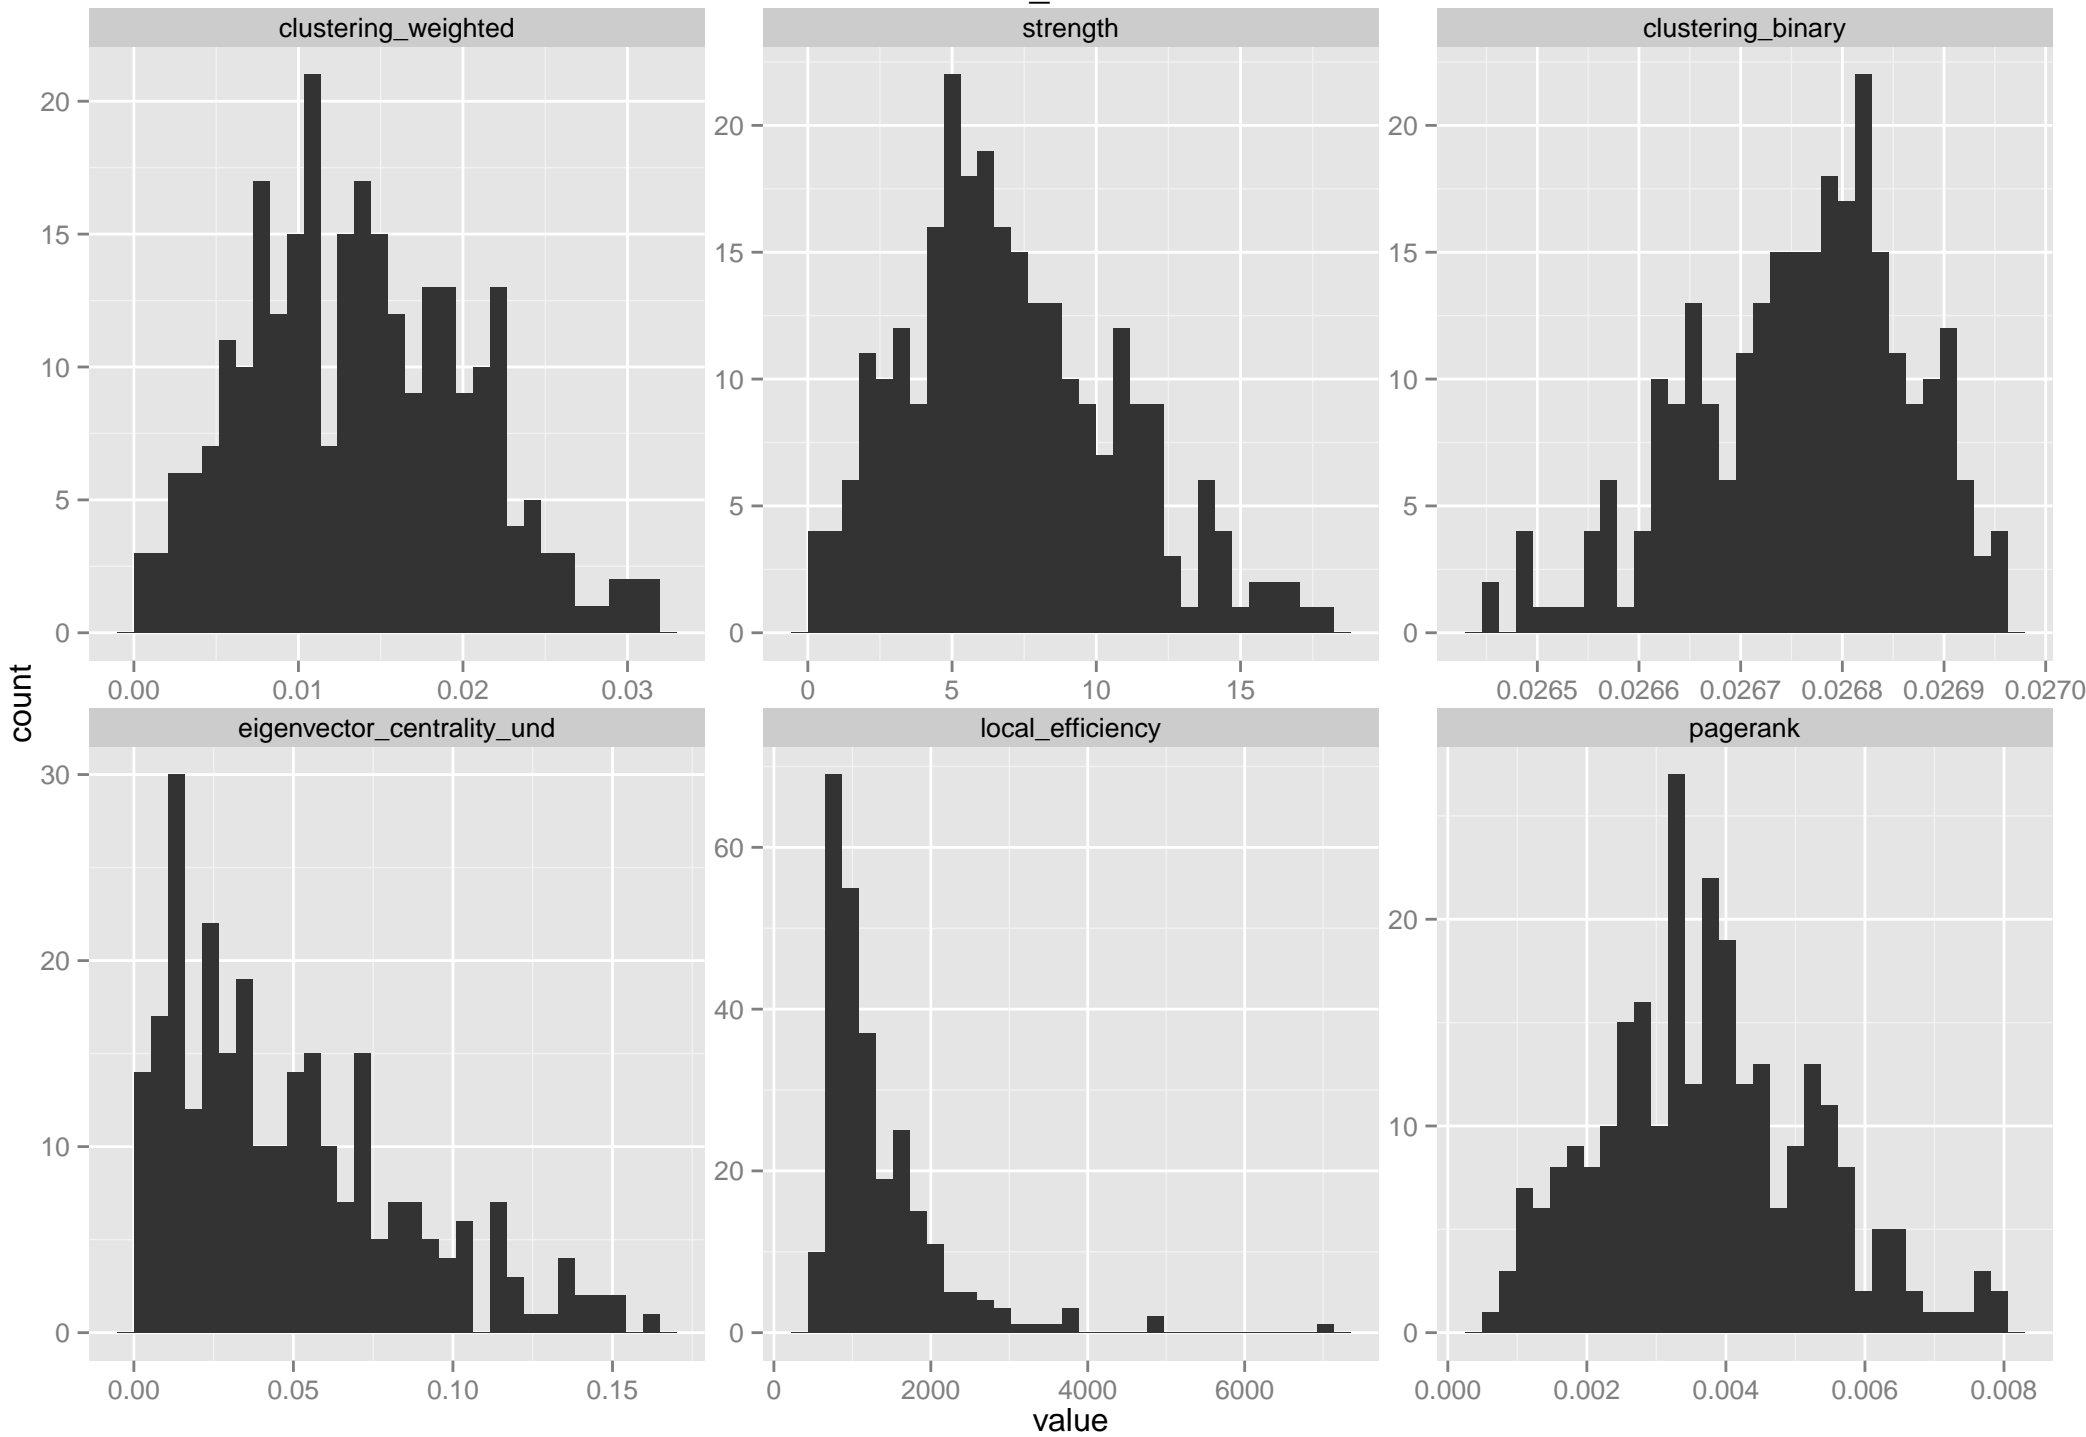 clustering_weighted strength clustering_binary
20 20 20
15 15 15
10 10 10
5 5 5
0 0 0
0.00 0.01 0.02 0.03 0 5 10 15 0.0265 0.0266 0.0267 0.0268 0.0269 0.0270
count
eigenvector_centrality_und local_efficiency pagerank
30 60 20
20 40 10
10 20 0
0 0
0.00 0.05 0.10 0.15 0 2000 4000 6000 0.000 0.002 0.004 0.006 0.008
value